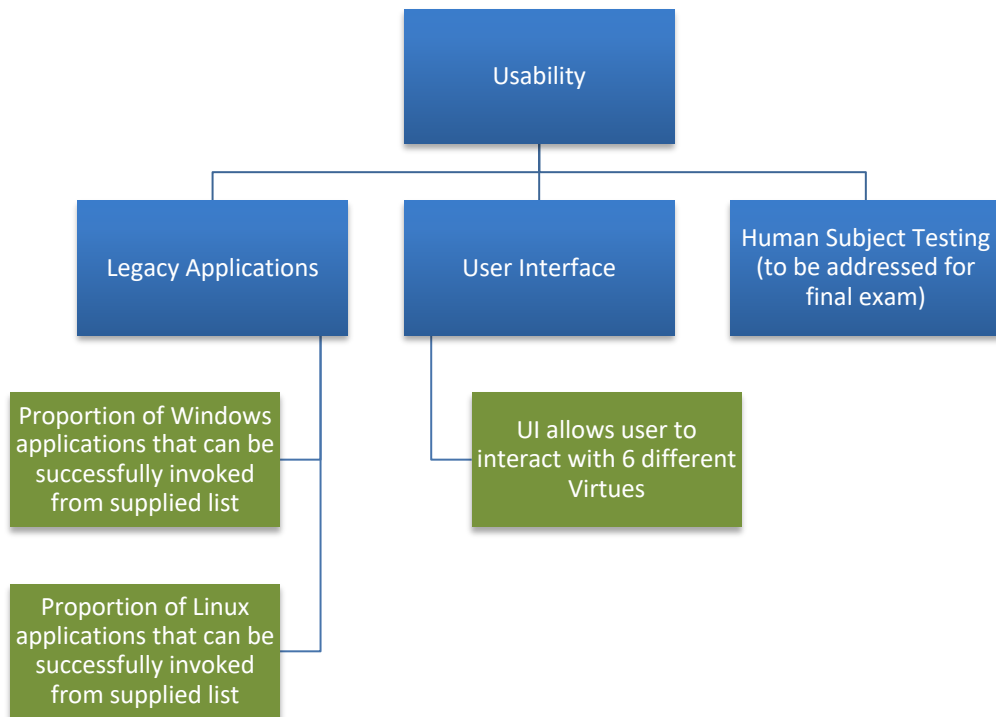 Usability
Legacy Applications
User Interface
Human Subject Testing
(to be addressed for
final exam)
Proportion of Windows
applications that can be
successfully invoked
from supplied list
UI allows user to
interact with 6 different
Virtues
Proportion of Linux
applications that can be
successfully invoked
from supplied list